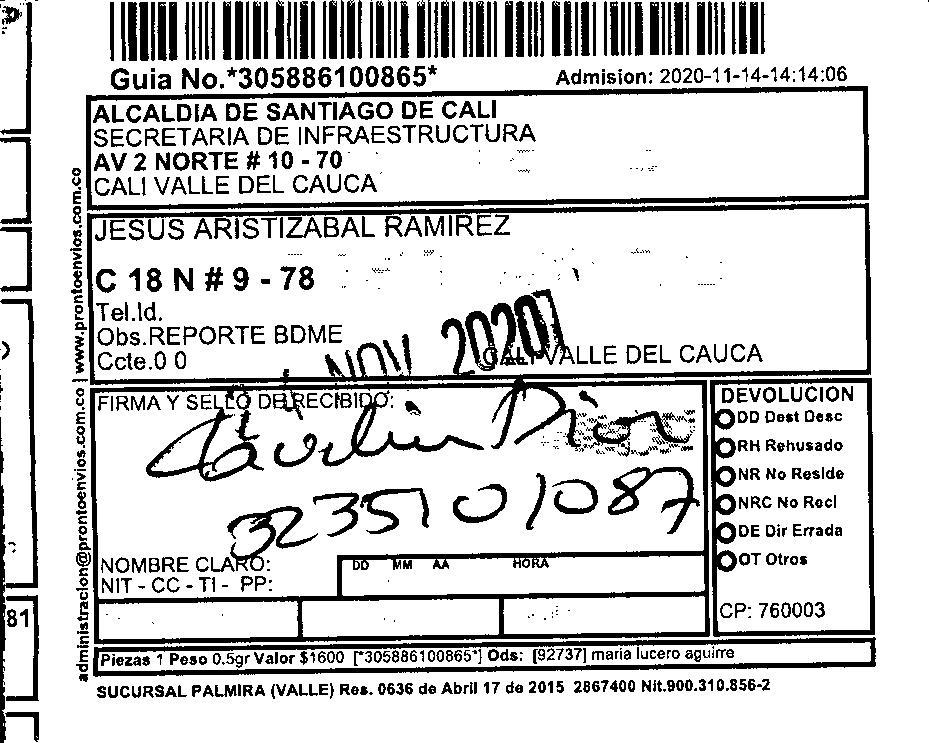 Guia No.*305886100865*
Admision: 2020-11-14-14:14:06
ALCALDIA DE SANTIAGO DE CALI
SECRETARIA DE INFRAESTRUCTURA
AV 2 NORTE # 10 - 70
CALI VALLE DEL CAUCA
JESUS ARISTIZABAL RAMIREZ
C 18 N # 9 - 78
Tel.Id.
Obs.REPORTE BDME
Ccte.0 0
NOV 2020
CALI-VALLE DEL CAUCA
FIRMA Y SELLO DE RECIBIDO:
3235101087
NOMBRE CLARO:
NIT - CC - TI - PP:
DD MM AA HORA
DEVOLUCION
DD Dest Desc
RH Rehusado
NR No Reside
NRC No Recl
DE Dir Errada
OT Otros
CP: 760003
Piezas 1 Peso 0.5gr Valor $1600 [*305886100865*] Ods: [92737] maria lucero aguirre
SUCURSAL PALMIRA (VALLE) Res. 0636 de Abril 17 de 2015 2867400 Nit.900.310.856-2
administracion@prontoenvios.com.co | www.prontoenvios.com.co
81